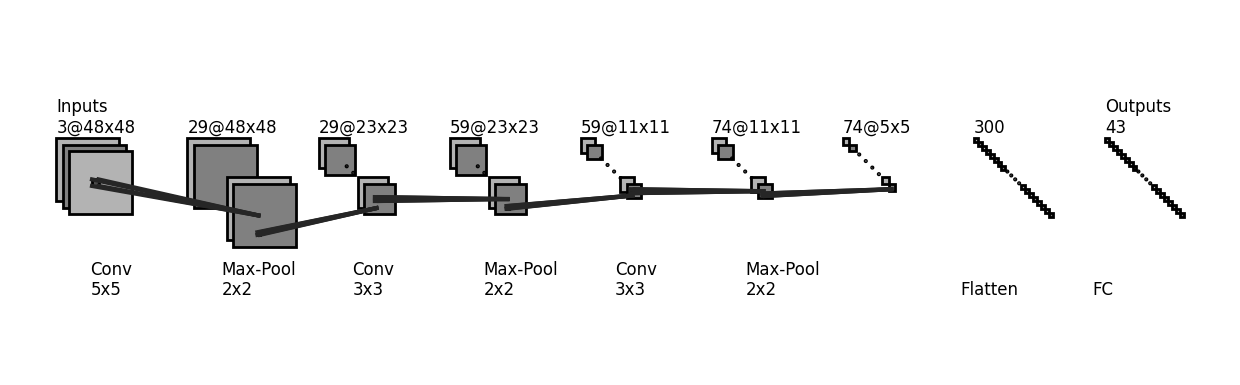 Inputs
3@48x48
29@48x48
29@23x23
59@23x23
59@11x11
74@11x11
74@5x5
300
Outputs
43
Conv
5x5
Max-Pool
2x2
Conv
3x3
Max-Pool
2x2
Conv
3x3
Max-Pool
2x2
Flatten
FC